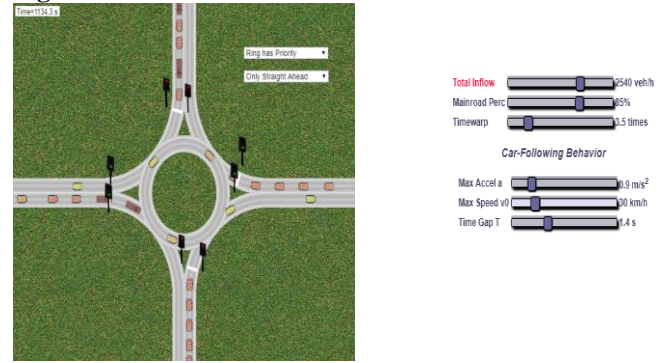 Time=1134.3 s
Ring has Priority
Only Straight Ahead
Total Inflow 2540 veh/h
Mainroad Perc 85%
Timewarp 3.5 times
Car-Following Behavior
Max Accel a 0.9 m/s²
Max Speed v0 30 km/h
Time Gap T 1.4 s